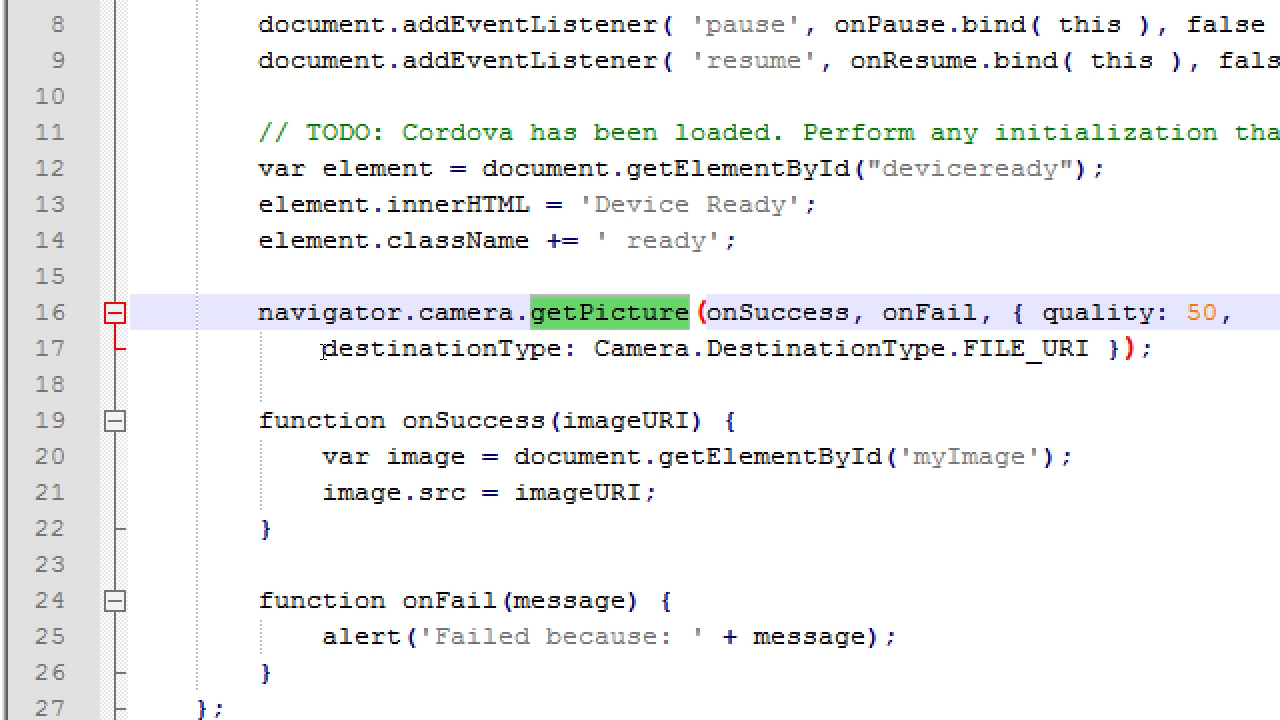 8 document.addEventListener( 'pause', onPause.bind( this ), false
9 document.addEventListener( 'resume', onResume.bind( this ), fals
10
11 // TODO: Cordova has been loaded. Perform any initialization tha
12 var element = document.getElementById("deviceready");
13 element.innerHTML = 'Device Ready';
14 element.className += ' ready';
15
16 navigator.camera.getPicture(onSuccess, onFail, { quality: 50,
17 destinationType: Camera.DestinationType.FILE_URI });
18
19 function onSuccess(imageURI) {
20 var image = document.getElementById('myImage');
21 image.src = imageURI;
22 }
23
24 function onFail(message) {
25 alert('Failed because: ' + message);
26 }
27 };